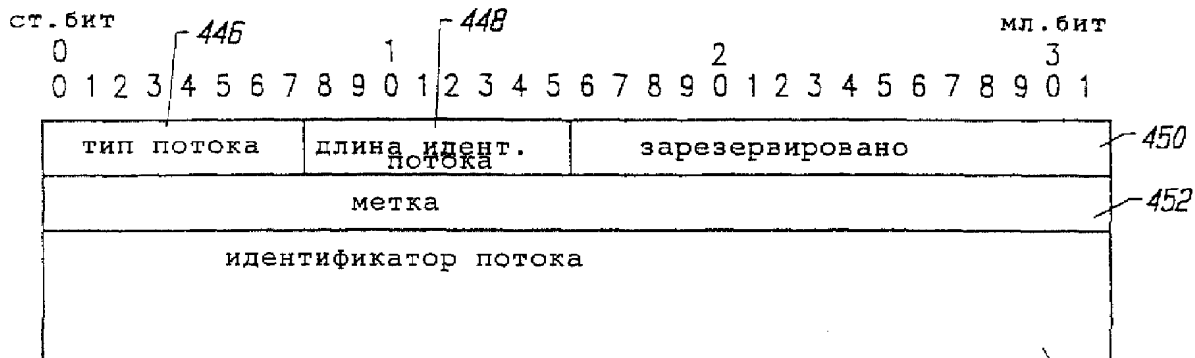 ст.бит 446 448 мл.бит
0 1 2 3
0 1 2 3 4 5 6 7 8 9 0 1 2 3 4 5 6 7 8 9 0 1 2 3 4 5 6 7 8 9 0 1
тип потока длина идент. потока зарезервировано 450
метка 452
идентификатор потока